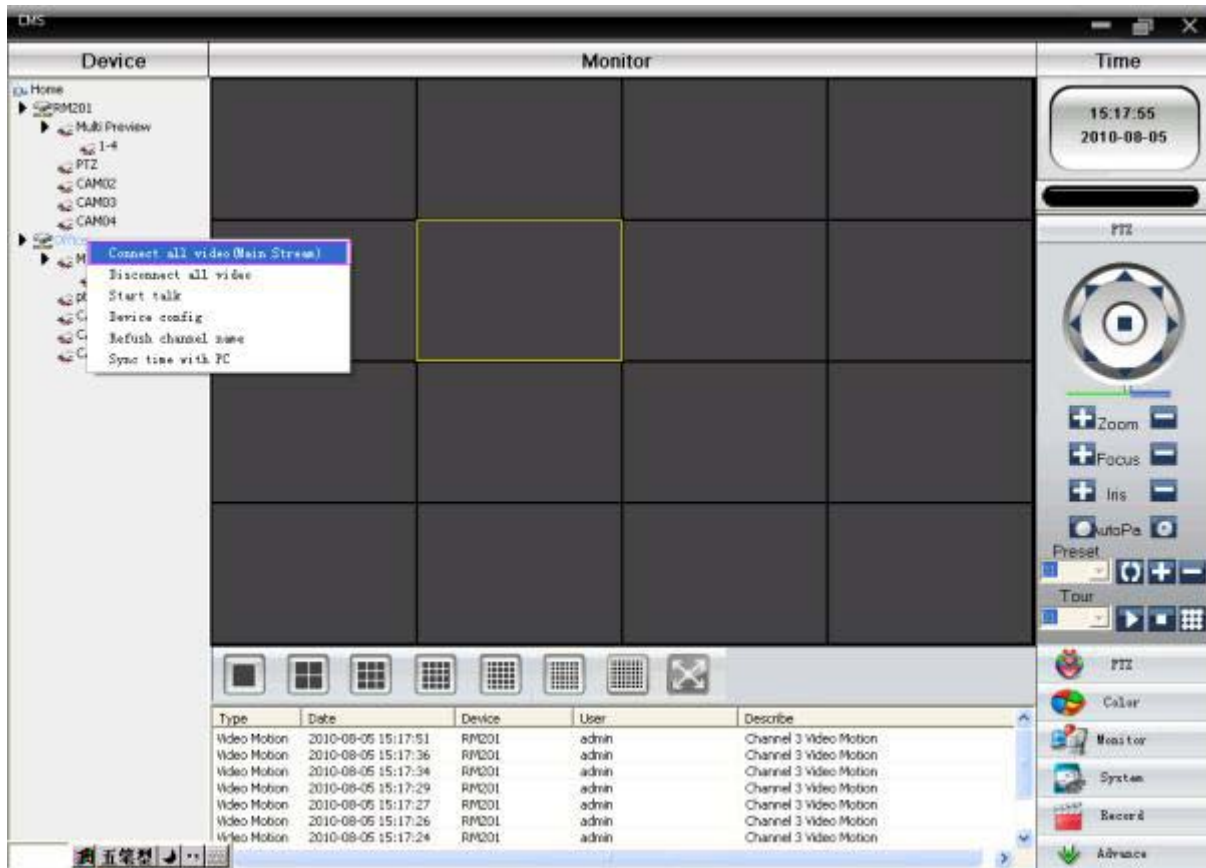 CMS
Device
Monitor
Time
Home
RM201
Multi Preview
1-4
PTZ
CAM02
CAM03
CAM04
Office
Connect all video(Main Stream)
Disconnect all video
Start talk
Device config
Refush channel name
Sync time with PC
15:17:55
2010-08-05
PTZ
Zoom
Focus
Iris
AutoPa
Preset
Tour
PTZ
Color
Monitor
System
Record
Advance
Type Date Device User Describe
Video Motion 2010-08-05 15:17:51 RM201 admin Channel 3 Video Motion
Video Motion 2010-08-05 15:17:36 RM201 admin Channel 3 Video Motion
Video Motion 2010-08-05 15:17:34 RM201 admin Channel 3 Video Motion
Video Motion 2010-08-05 15:17:29 RM201 admin Channel 3 Video Motion
Video Motion 2010-08-05 15:17:27 RM201 admin Channel 3 Video Motion
Video Motion 2010-08-05 15:17:26 RM201 admin Channel 3 Video Motion
Video Motion 2010-08-05 15:17:24 RM201 admin Channel 3 Video Motion
五笔型